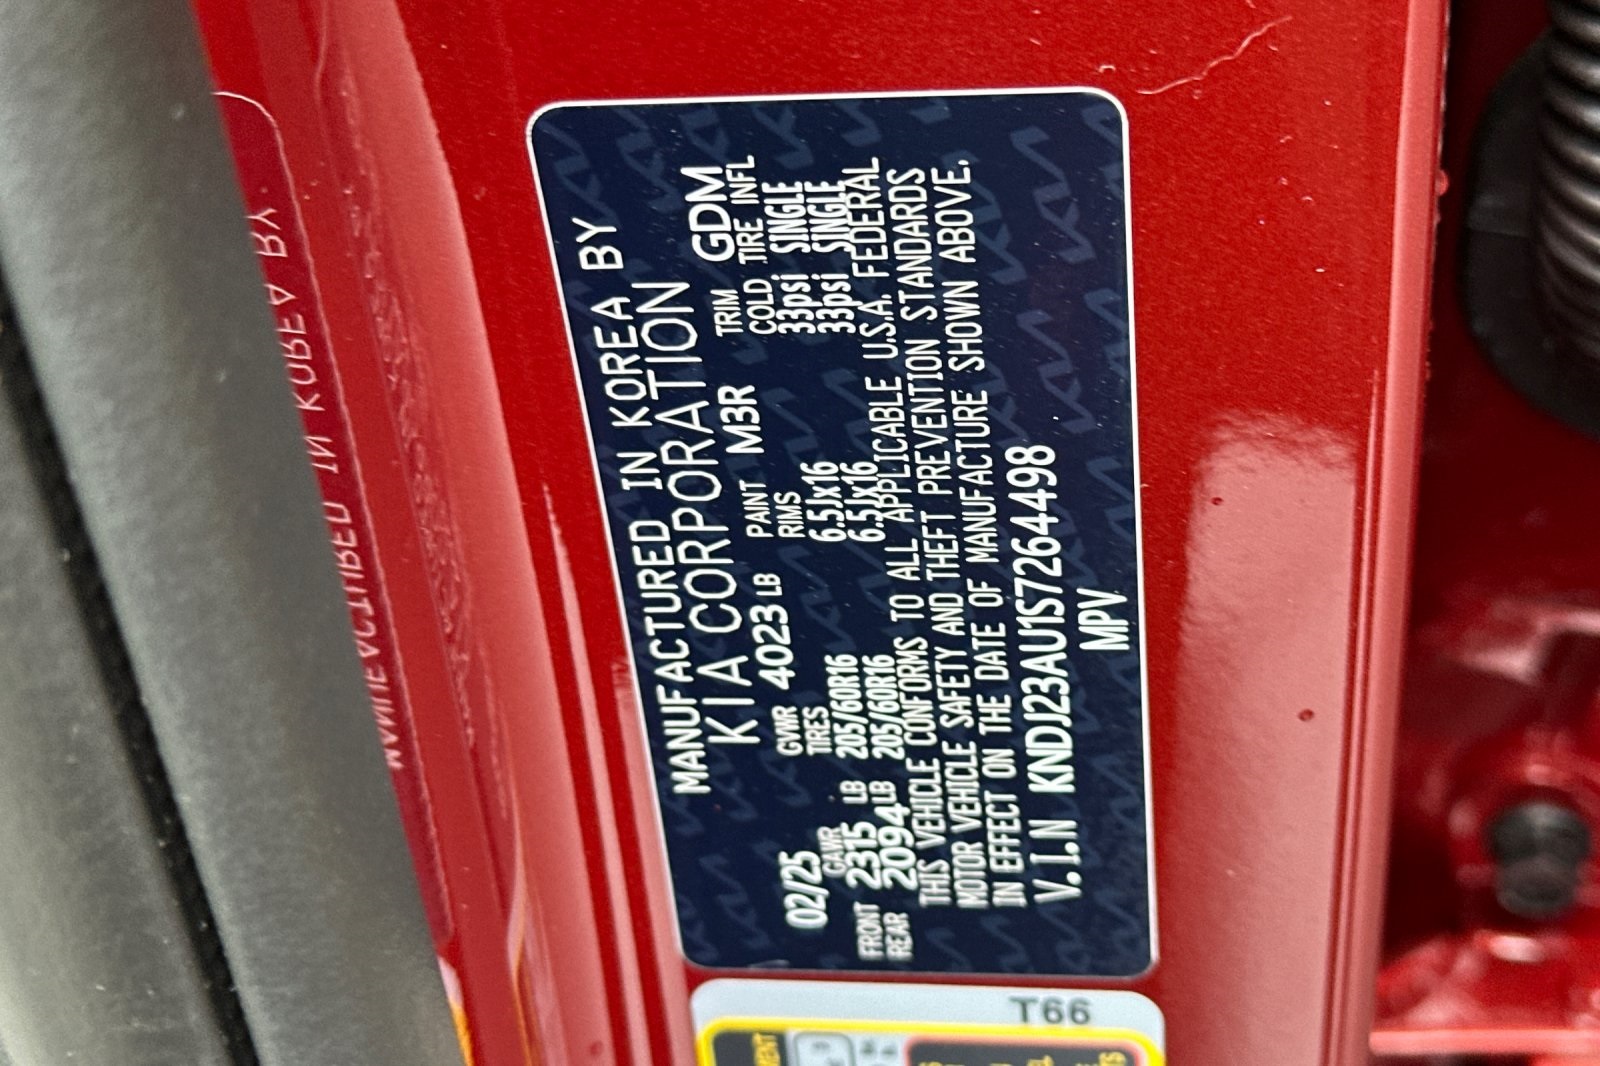 MANUFACTURED IN KOREA BY
KIA CORPORATION
02/25 GVWR 4023 LB PAINT M3R TRIM GDM
GAWR TIRES RIMS COLD TIRE INFL
FRONT 2315 LB 205/60R16 6.5Jx16 33psi SINGLE
REAR 2094 LB 205/60R16 6.5Jx16 33psi SINGLE
THIS VEHICLE CONFORMS TO ALL APPLICABLE U.S.A. FEDERAL
MOTOR VEHICLE SAFETY AND THEFT PREVENTION STANDARDS
IN EFFECT ON THE DATE OF MANUFACTURE SHOWN ABOVE.
V.I.N KNDJ23AU1S7264498
MPV
T66